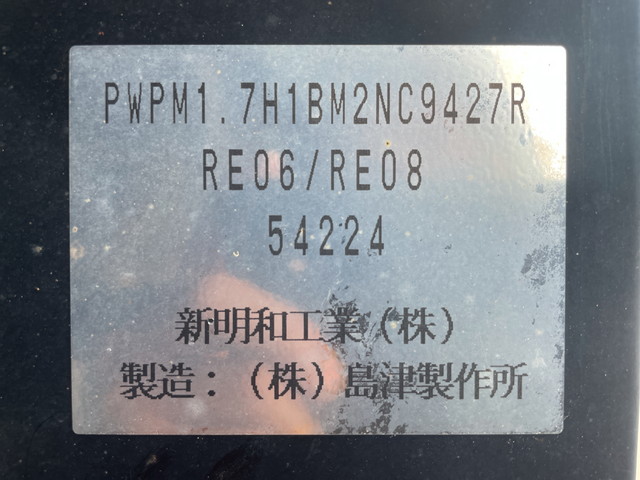 PWPM1.7H1BM2NC9427R
RE06/RE08
54224
新明和工業(株)
製造:(株)島津製作所